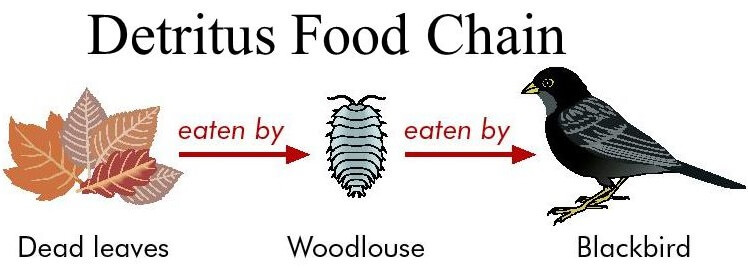 Detritus Food Chain
eaten by
eaten by
Dead leaves
Woodlouse
Blackbird